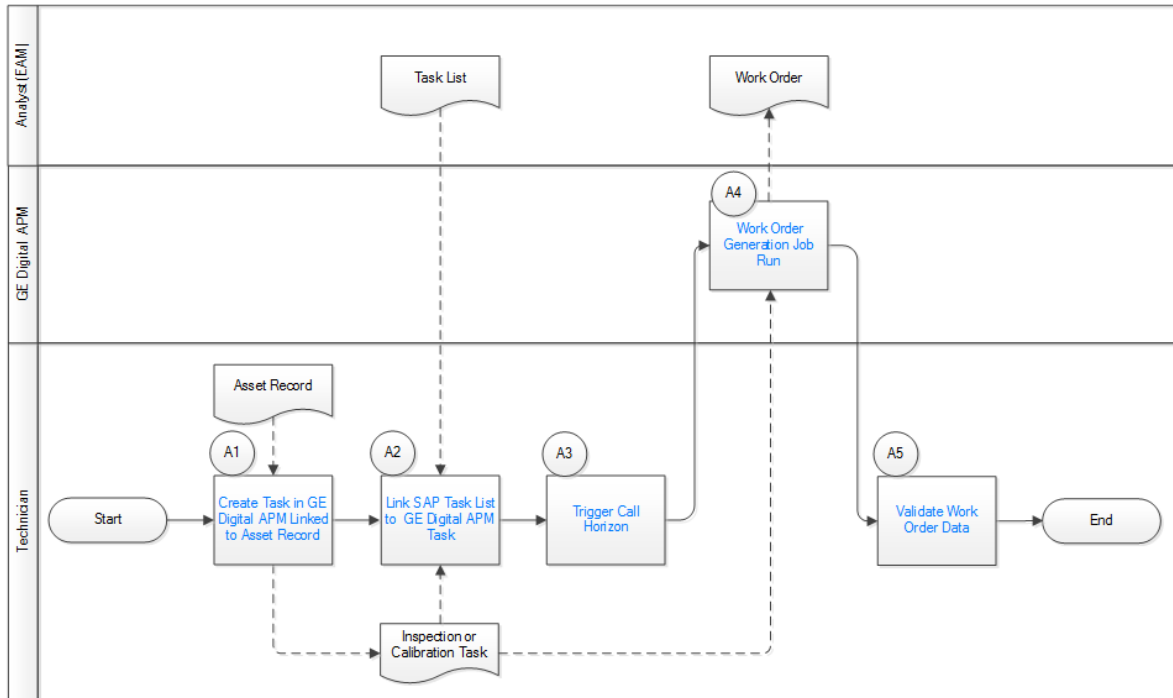 Analyst (EAM)
Task List
Work Order
GE Digital APM
A4
Work Order
Generation Job
Run
Technician
Asset Record
A1
Create Task in GE
Digital APM Linked
to Asset Record
A2
Link SAP Task List
to GE Digital APM
Task
A3
Trigger Call
Horizon
A5
Validate Work
Order Data
Start
End
Inspection or
Calibration Task